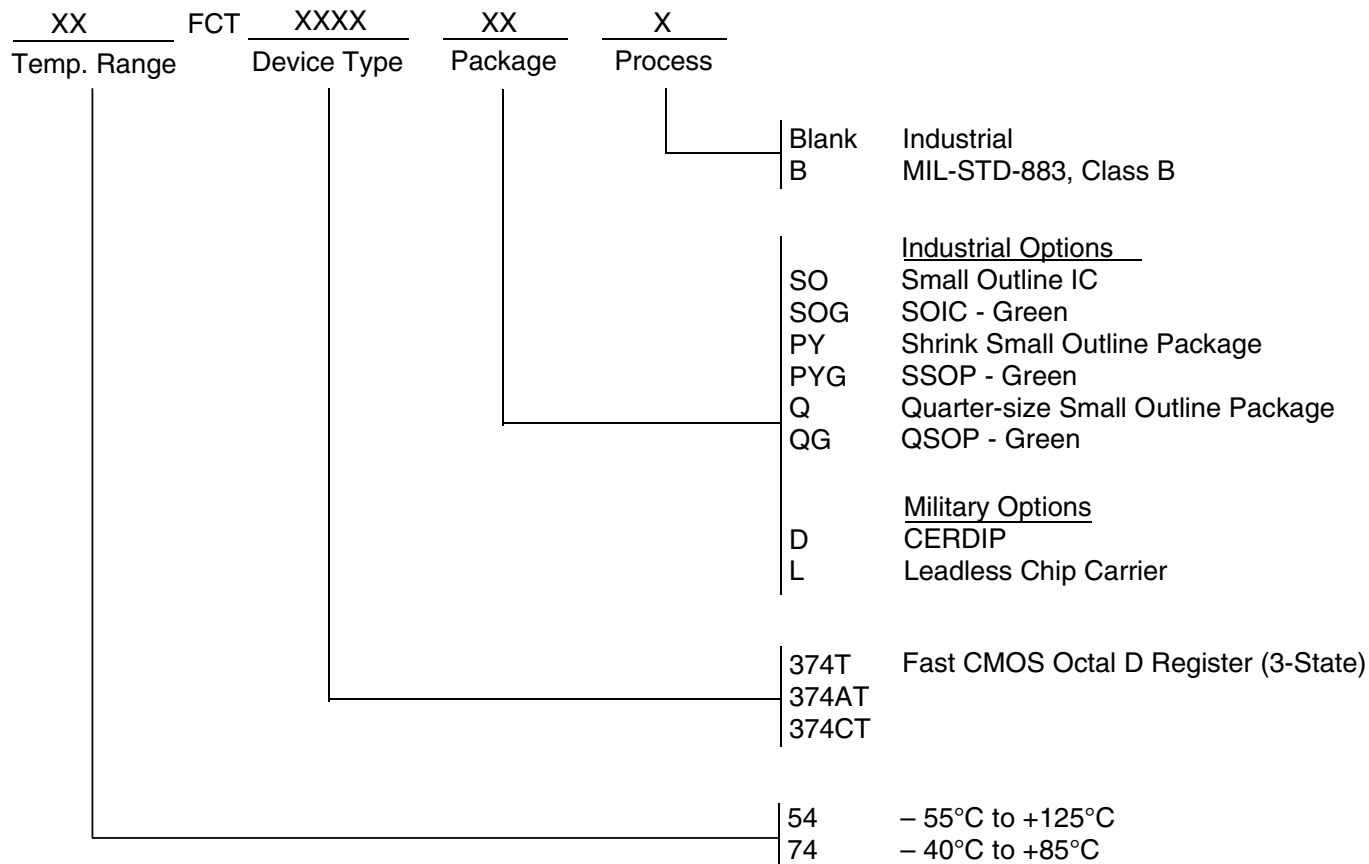 XX FCT XXXX XX X
Temp. Range Device Type Package Process
Blank Industrial
B MIL-STD-883, Class B
Industrial Options
SO Small Outline IC
SOG SOIC - Green
PY Shrink Small Outline Package
PYG SSOP - Green
Q Quarter-size Small Outline Package
QG QSOP - Green
Military Options
D CERDIP
L Leadless Chip Carrier
374T Fast CMOS Octal D Register (3-State)
374AT
374CT
54 – 55°C to +125°C
74 – 40°C to +85°C